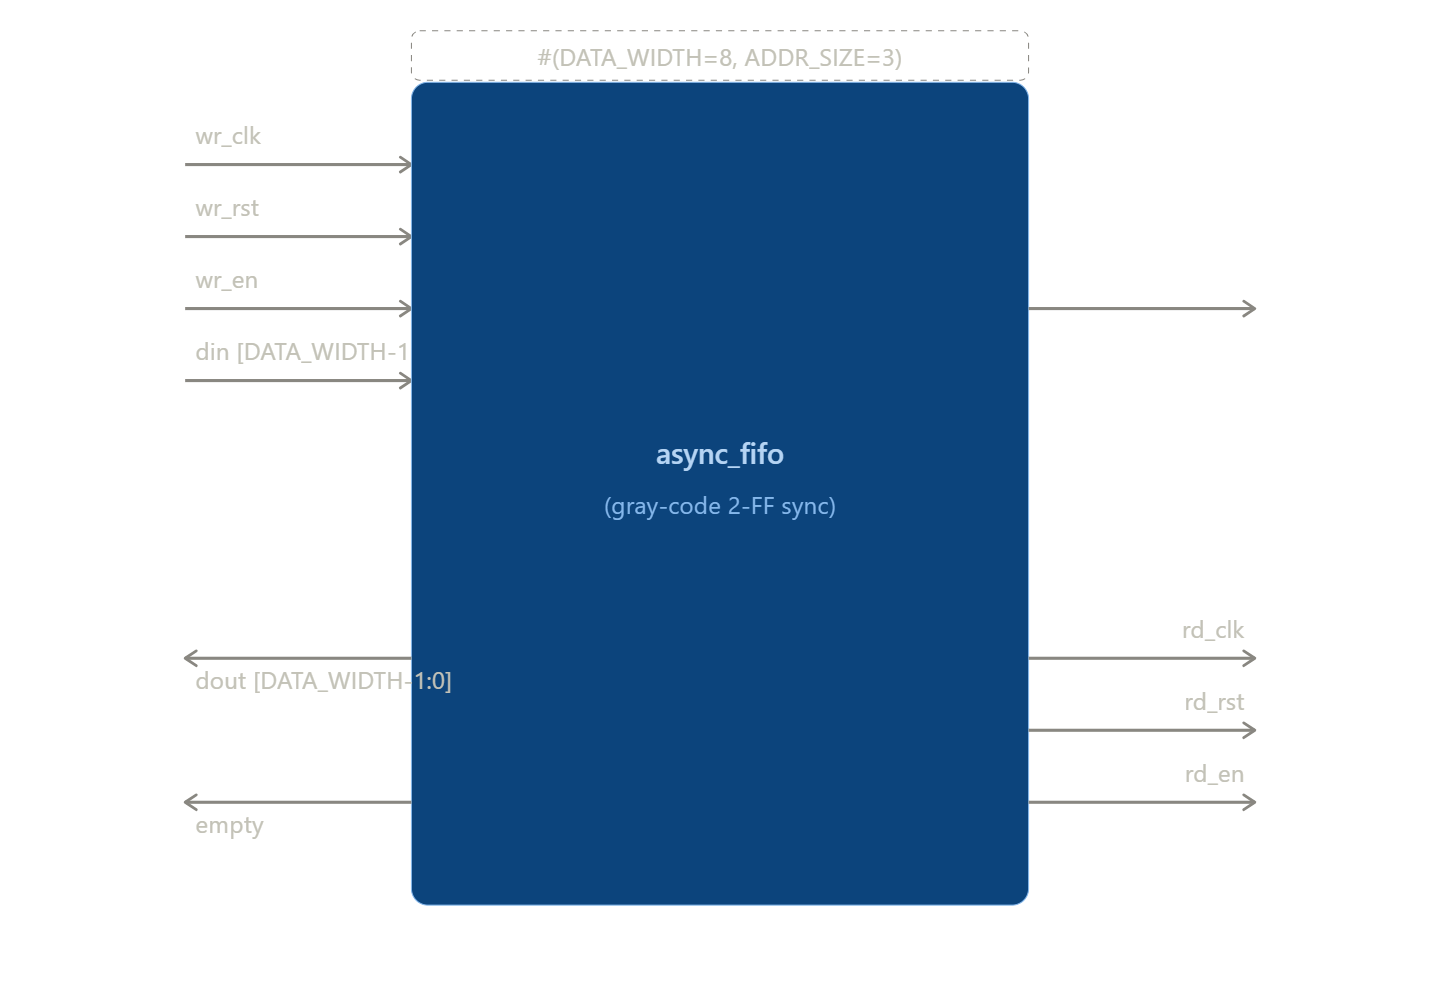 #(DATA_WIDTH=8, ADDR_SIZE=3)
wr_clk
wr_rst
wr_en
din [DATA_WIDTH-1
async_fifo
(gray-code 2-FF sync)
rd_clk
dout [DATA_WIDTH-1:0]
rd_rst
rd_en
empty